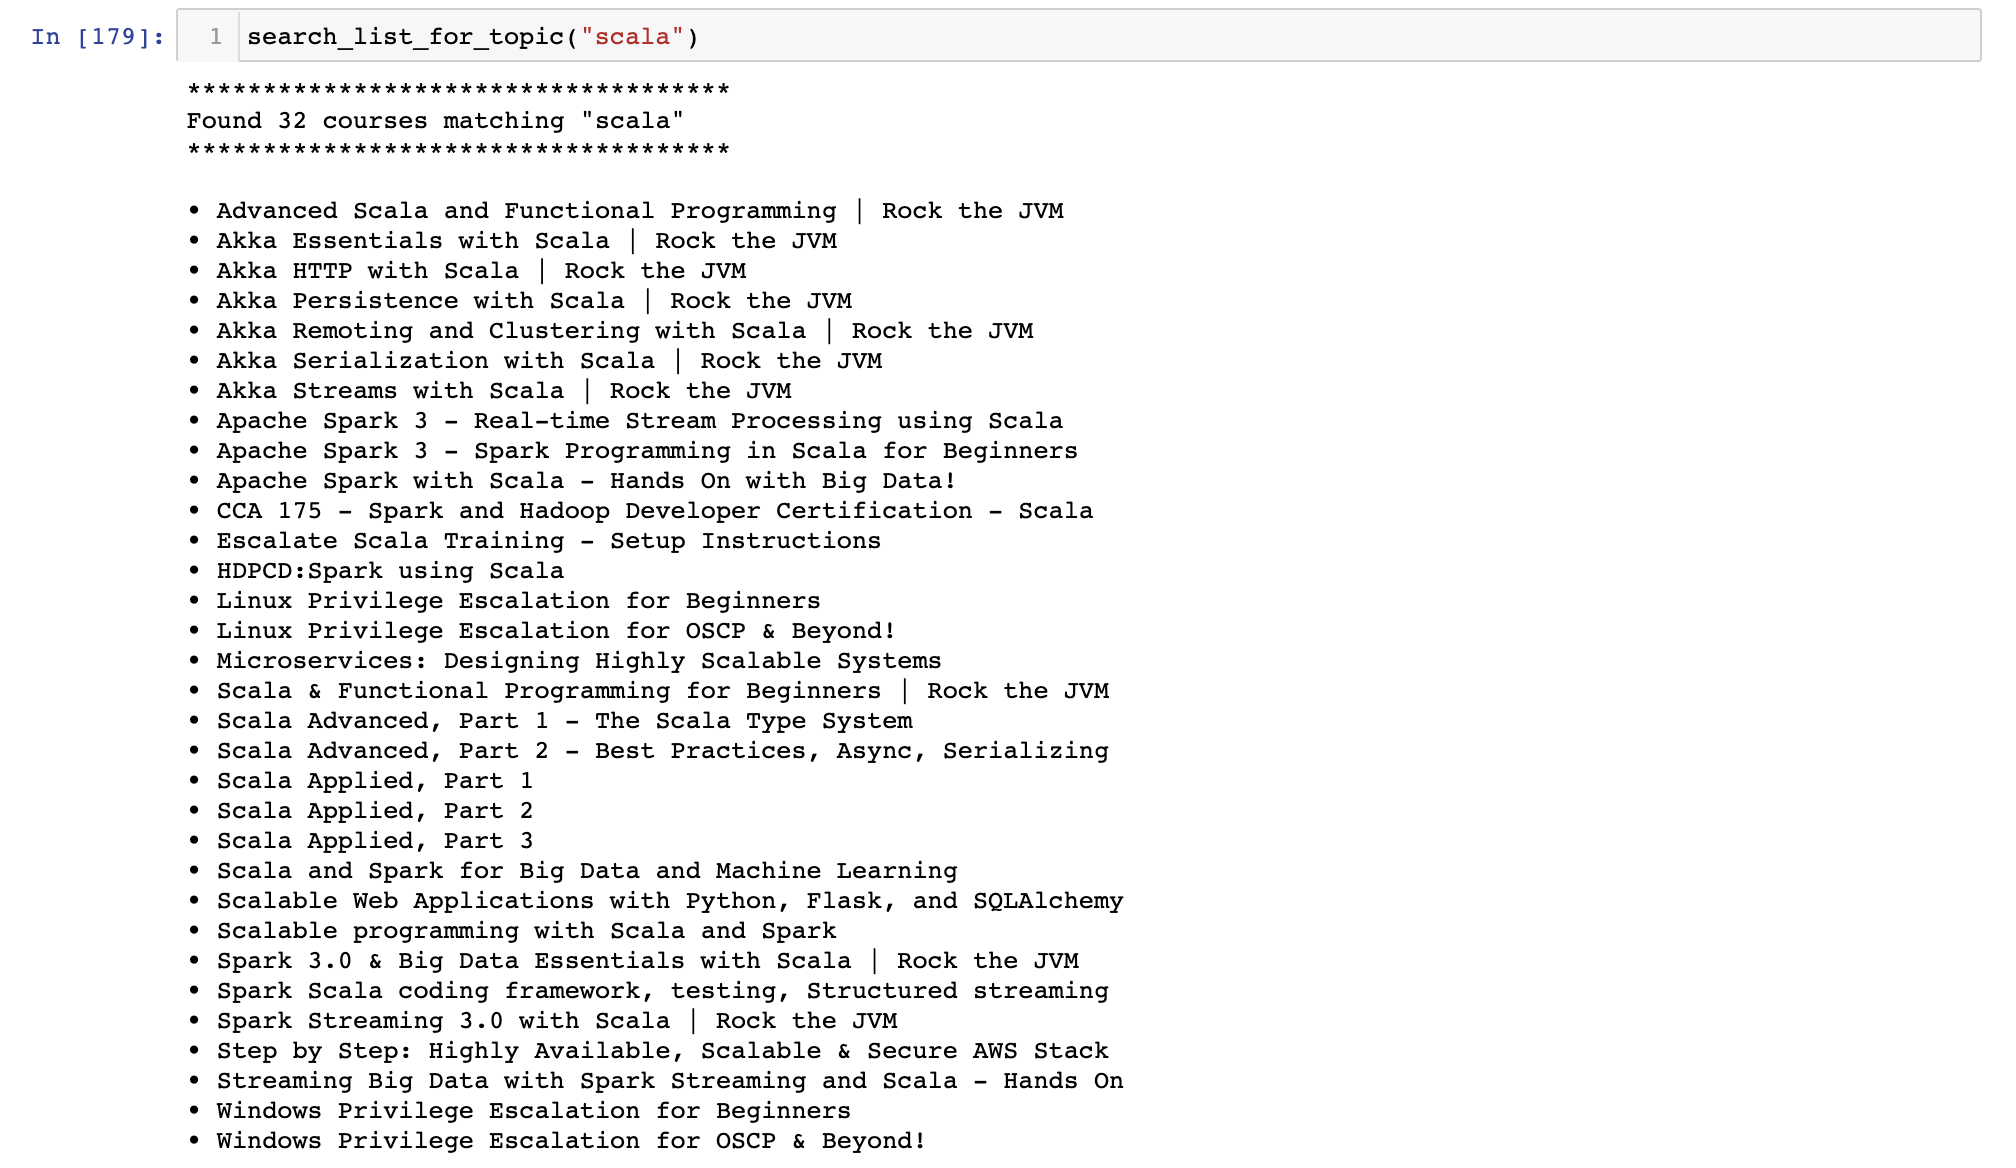 In [179]: 1 search_list_for_topic("scala")
************************************
Found 32 courses matching "scala"
************************************
• Advanced Scala and Functional Programming | Rock the JVM
• Akka Essentials with Scala | Rock the JVM
• Akka HTTP with Scala | Rock the JVM
• Akka Persistence with Scala | Rock the JVM
• Akka Remoting and Clustering with Scala | Rock the JVM
• Akka Serialization with Scala | Rock the JVM
• Akka Streams with Scala | Rock the JVM
• Apache Spark 3 - Real-time Stream Processing using Scala
• Apache Spark 3 - Spark Programming in Scala for Beginners
• Apache Spark with Scala - Hands On with Big Data!
• CCA 175 - Spark and Hadoop Developer Certification - Scala
• Escalate Scala Training - Setup Instructions
• HDPCD:Spark using Scala
• Linux Privilege Escalation for Beginners
• Linux Privilege Escalation for OSCP & Beyond!
• Microservices: Designing Highly Scalable Systems
• Scala & Functional Programming for Beginners | Rock the JVM
• Scala Advanced, Part 1 - The Scala Type System
• Scala Advanced, Part 2 - Best Practices, Async, Serializing
• Scala Applied, Part 1
• Scala Applied, Part 2
• Scala Applied, Part 3
• Scala and Spark for Big Data and Machine Learning
• Scalable Web Applications with Python, Flask, and SQLAlchemy
• Scalable programming with Scala and Spark
• Spark 3.0 & Big Data Essentials with Scala | Rock the JVM
• Spark Scala coding framework, testing, Structured streaming
• Spark Streaming 3.0 with Scala | Rock the JVM
• Step by Step: Highly Available, Scalable & Secure AWS Stack
• Streaming Big Data with Spark Streaming and Scala - Hands On
• Windows Privilege Escalation for Beginners
• Windows Privilege Escalation for OSCP & Beyond!